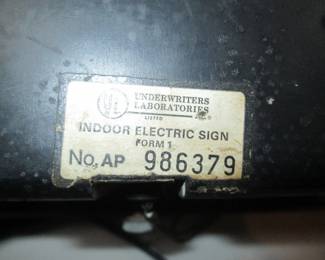 UL
UNDERWRITERS
LABORATORIES
LISTED
INDOOR ELECTRIC SIGN
FORM 1
No. AP 986379